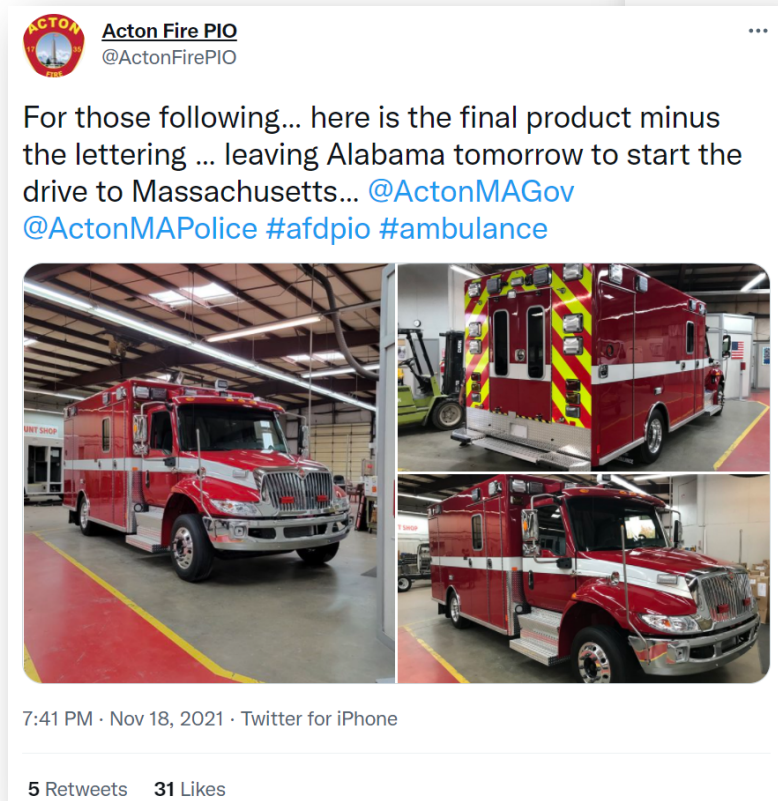 ACTON
17 35
FIRE
Acton Fire PIO
@ActonFirePIO
For those following... here is the final product minus
the lettering ... leaving Alabama tomorrow to start the
drive to Massachusetts... @ActonMAGov
@ActonMAPolice #afdpio #ambulance
UNT SHOP
T SHOP
7:41 PM · Nov 18, 2021 · Twitter for iPhone
5 Retweets 31 Likes